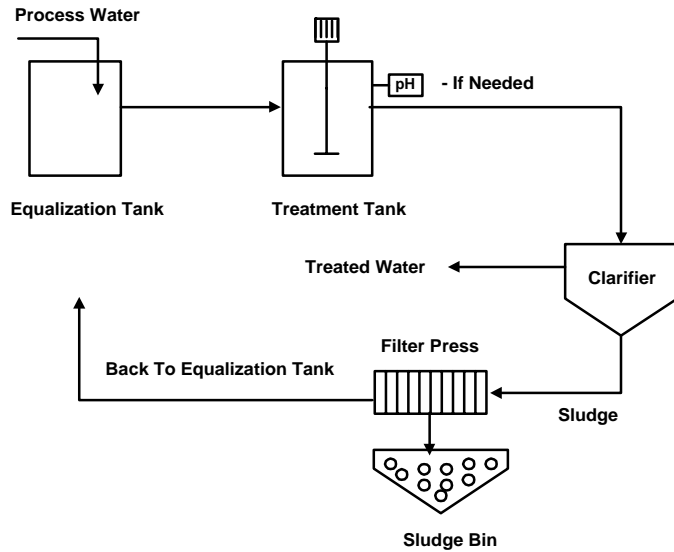 Process Water
pH - If Needed
Equalization Tank
Treatment Tank
Treated Water
Clarifier
Filter Press
Back To Equalization Tank
Sludge
Sludge Bin